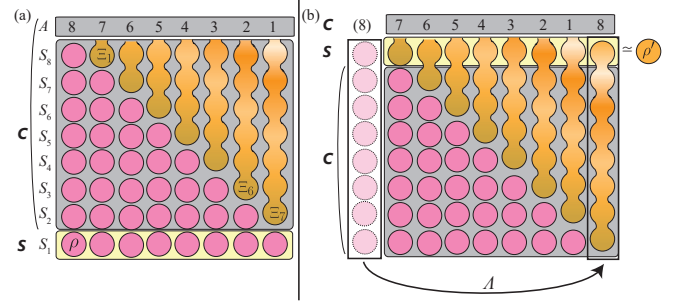 (a) A 8 7 6 5 4 3 2 1
S₈ Ξ₁
S₇
S₆
S₅
C
S₄
S₃ Ξ₆
S₂ Ξ₇
S S₁ ρ
(b) (8) C 7 6 5 4 3 2 1 8
S ≃ ρ′
C
Λ